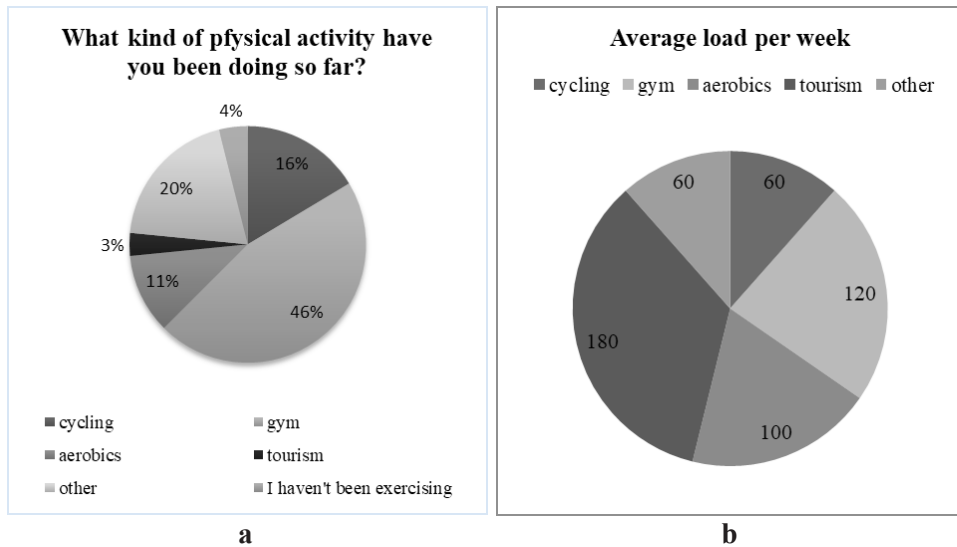 What kind of pfysical activity have
you been doing so far?
4%
16%
20%
3%
11%
46%
cycling
gym
aerobics
tourism
other
I haven't been exercising
a
Average load per week
cycling gym aerobics tourism other
60
60
120
180
100
b